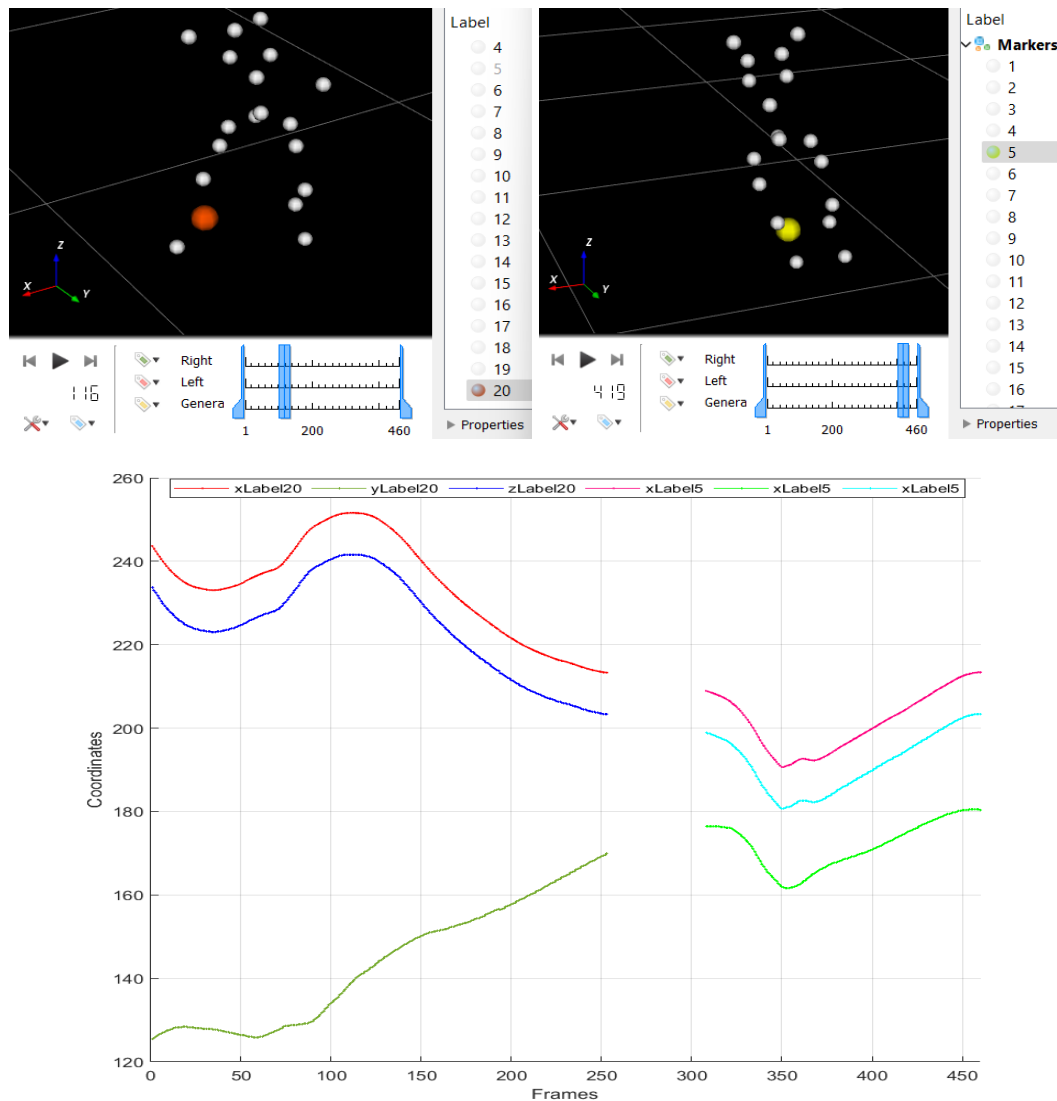 Label
4
5
6
7
8
9
10
11
12
13
14
15
16
17
18
19
20
Properties
Z
X
Y
116
Right
Left
Genera
1 200 460
Label
Markers
1
2
3
4
5
6
7
8
9
10
11
12
13
14
15
16
Properties
Z
X
Y
419
Right
Left
Genera
1 200 460
xLabel20 yLabel20 zLabel20 xLabel5 xLabel5 xLabel5
260
240
220
200
180
160
140
120
Coordinates
0 50 100 150 200 250 300 350 400 450
Frames